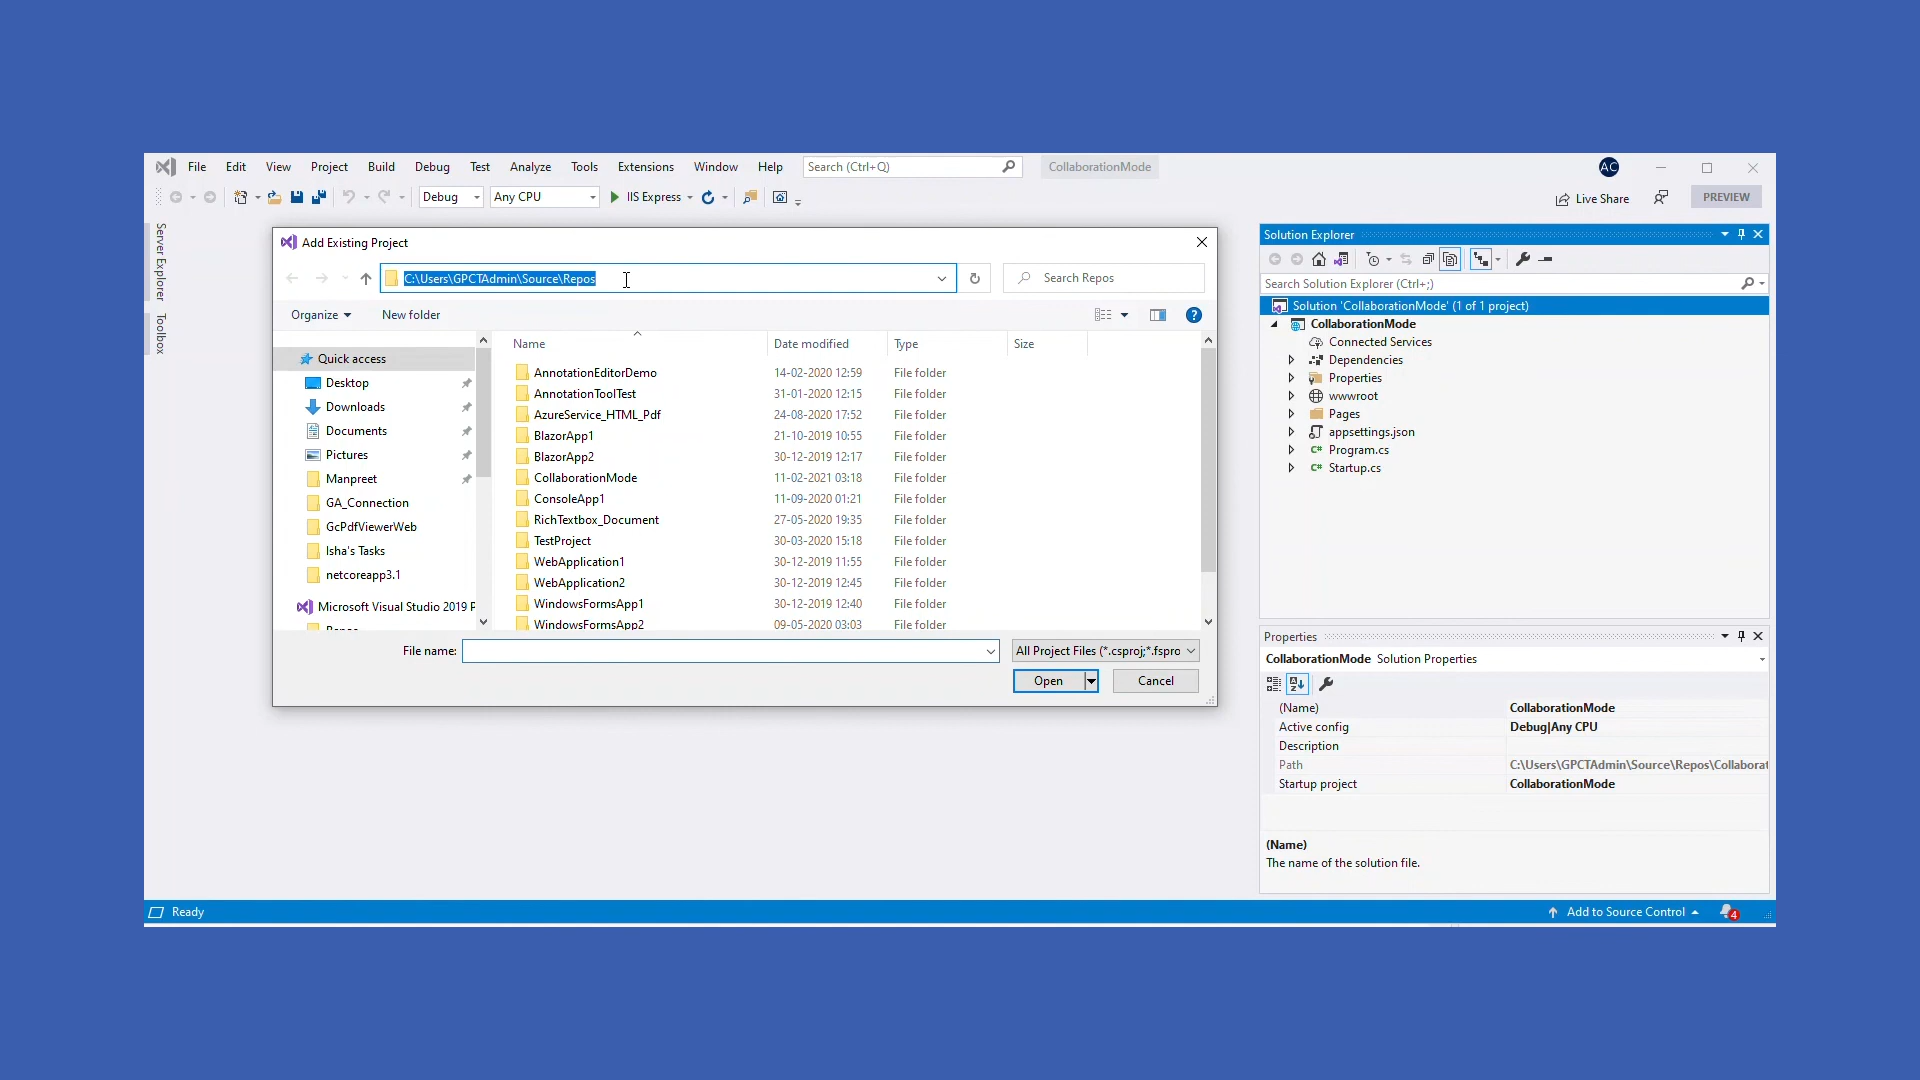 File Edit View Project Build Debug Test Analyze Tools Extensions Window Help Search (Ctrl+Q) CollaborationMode AC
Debug Any CPU IIS Express Live Share PREVIEW
Server Explorer
Toolbox
Add Existing Project
C:\Users\GPCTAdmin\Source\Repos Search Repos
Organize New folder
Name Date modified Type Size
Quick access
Desktop
Downloads
Documents
Pictures
Manpreet
GA_Connection
GcPdfViewerWeb
Isha's Tasks
netcoreapp3.1
Microsoft Visual Studio 2019 P
AnnotationEditorDemo 14-02-2020 12:59 File folder
AnnotationToolTest 31-01-2020 12:15 File folder
AzureService_HTML_Pdf 24-08-2020 17:52 File folder
BlazorApp1 21-10-2019 10:55 File folder
BlazorApp2 30-12-2019 12:17 File folder
CollaborationMode 11-02-2021 03:18 File folder
ConsoleApp1 11-09-2020 01:21 File folder
RichTextbox_Document 27-05-2020 19:35 File folder
TestProject 30-03-2020 15:18 File folder
WebApplication1 30-12-2019 11:55 File folder
WebApplication2 30-12-2019 12:45 File folder
WindowsFormsApp1 30-12-2019 12:40 File folder
WindowsFormsApp2 09-05-2020 03:03 File folder
File name: All Project Files (*.csproj;*.fspro
Open Cancel
Solution Explorer
Search Solution Explorer (Ctrl+;)
Solution 'CollaborationMode' (1 of 1 project)
CollaborationMode
Connected Services
Dependencies
Properties
wwwroot
Pages
appsettings.json
C# Program.cs
C# Startup.cs
Properties
CollaborationMode Solution Properties
(Name) CollaborationMode
Active config Debug|Any CPU
Description
Path C:\Users\GPCTAdmin\Source\Repos\Collaborat
Startup project CollaborationMode
(Name)
The name of the solution file.
Ready Add to Source Control 4